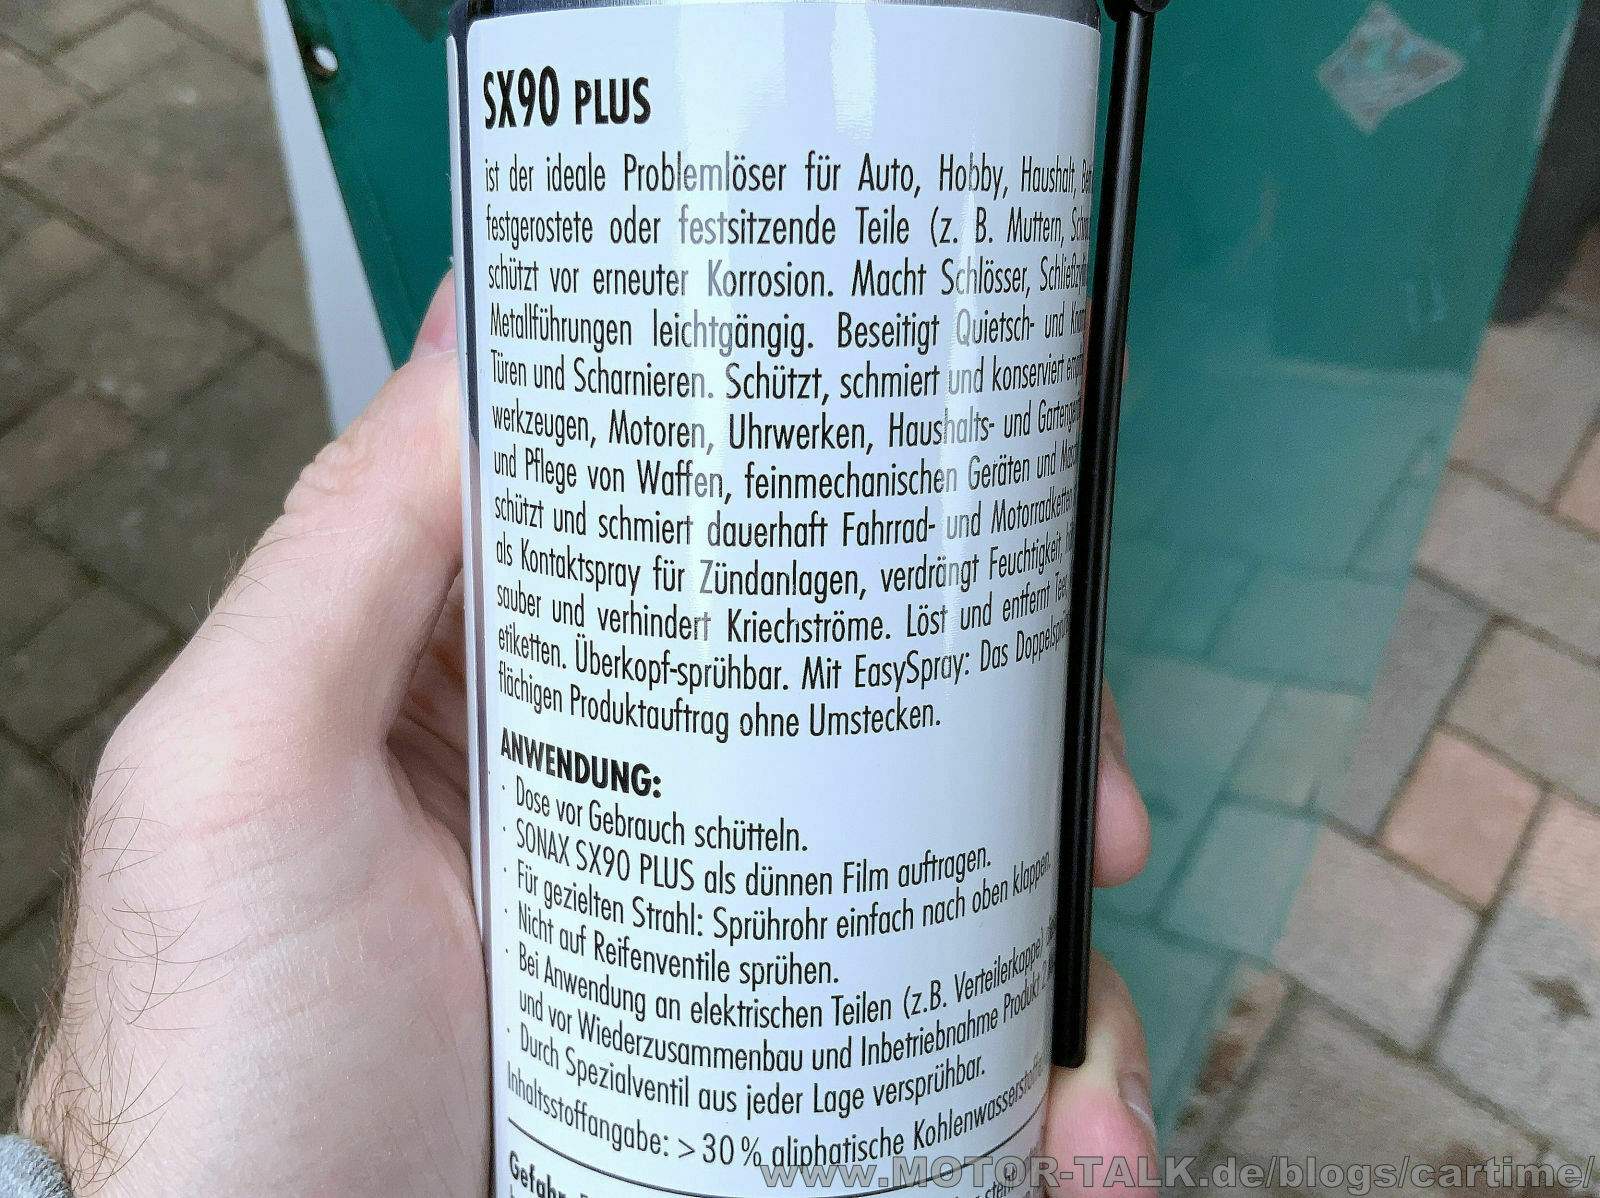 SX90 PLUS
ist der ideale Problemlöser für Auto, Hobby, Haushalt,
festgerostete oder festsitzende Teile (z. B. Muttern,
schützt vor erneuter Korrosion. Macht Schlösser,
Metallführungen leichtgängig. Beseitigt Quietsch- und
Türen und Scharnieren. Schützt, schmiert und konserviert
werkzeugen, Motoren, Uhrwerken, Haushalts- und
und Pflege von Waffen, feinmechanischen Geräten und
schützt und schmiert dauerhaft Fahrrad- und Motorradketten
als Kontaktspray für Zündanlagen, verdrängt Feuchtigkeit,
sauber und verhindert Kriechströme. Löst und entfernt
etiketten. Überkopf-sprühbar. Mit EasySpray: Das
flächigen Produktauftrag ohne Umstecken.
ANWENDUNG:
· Dose vor Gebrauch schütteln.
· SONAX SX90 PLUS als dünnen Film auftragen.
· Für gezielten Strahl: Sprührohr einfach nach oben klappen.
· Nicht auf Reifenventile sprühen.
· Bei Anwendung an elektrischen Teilen (z.B. Verteilerkappe)
und vor Wiederzusammenbau und Inbetriebnahme Produkt
· Durch Spezialventil aus jeder Lage versprühbar.
Inhaltsstoffangabe: > 30 % aliphatische
www.MOTOR-TALK.de/blogs/cartime/